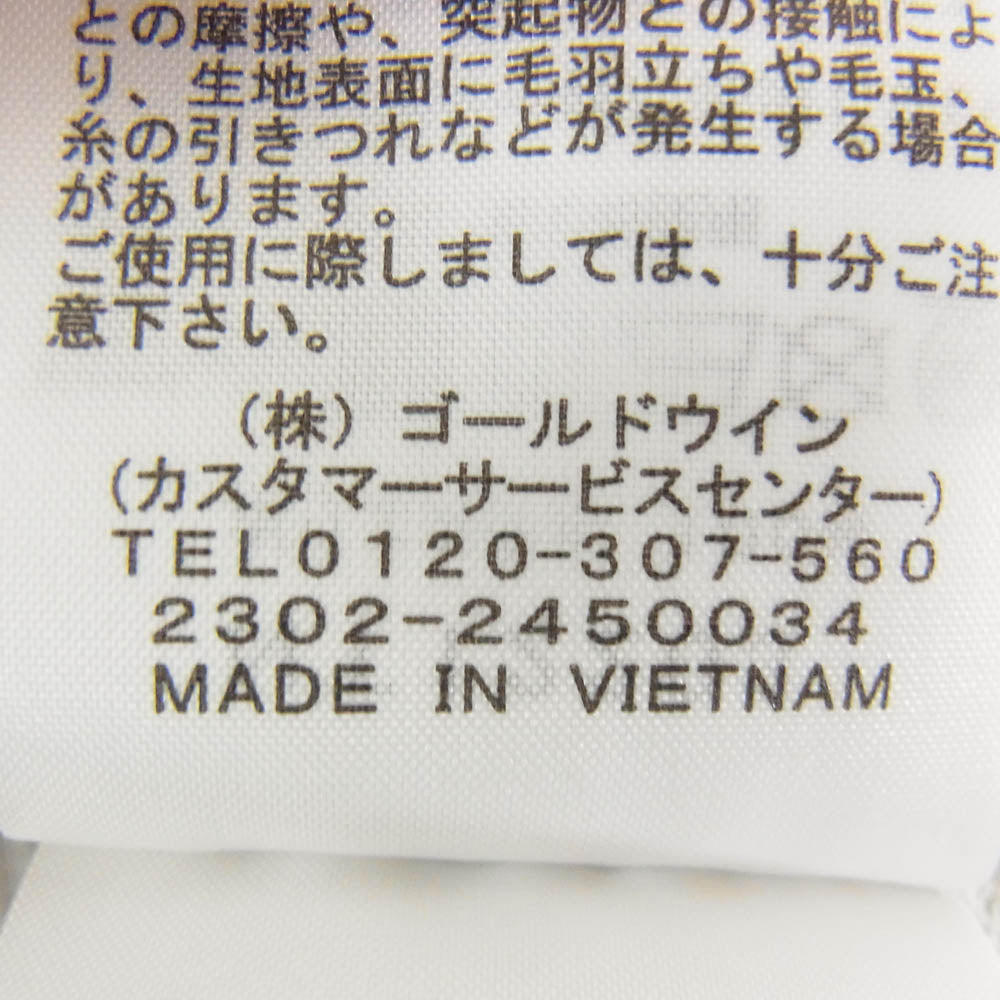 との摩擦や、突起物との接触によ
り、生地表面に毛羽立ちや毛玉、
糸の引きつれなどが発生する場合
があります。
ご使用に際しましては、十分ご注
意下さい。
(株) ゴールドウイン
(カスタマーサービスセンター)
TEL0120-307-560
2302-2450034
MADE IN VIETNAM